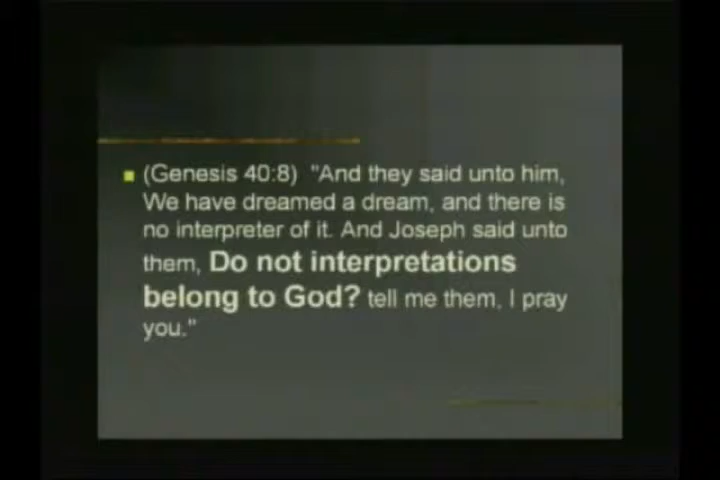 (Genesis 40:8) "And they said unto him,
We have dreamed a dream, and there is
no interpreter of it. And Joseph said unto
them, Do not interpretations
belong to God? tell me them, I pray
you."